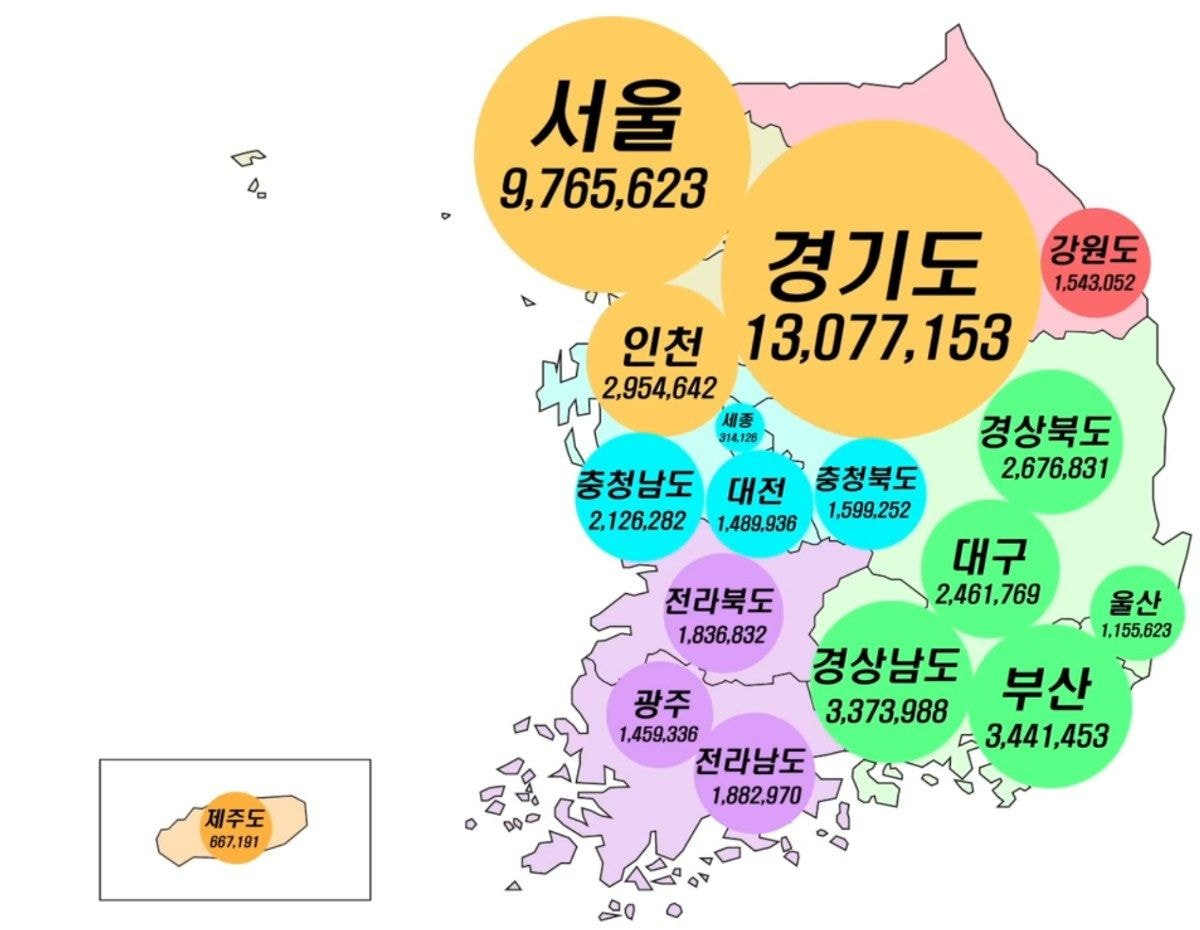 서울
9,765,623
경기도
13,077,153
강원도
1,543,052
인천
2,954,642
세종
314,126
경상북도
2,676,831
충청남도
2,126,282
대전
1,489,936
충청북도
1,599,252
대구
2,461,769
울산
1,155,623
전라북도
1,836,832
경상남도
3,373,988
부산
3,441,453
광주
1,459,336
전라남도
1,882,970
제주도
667,191